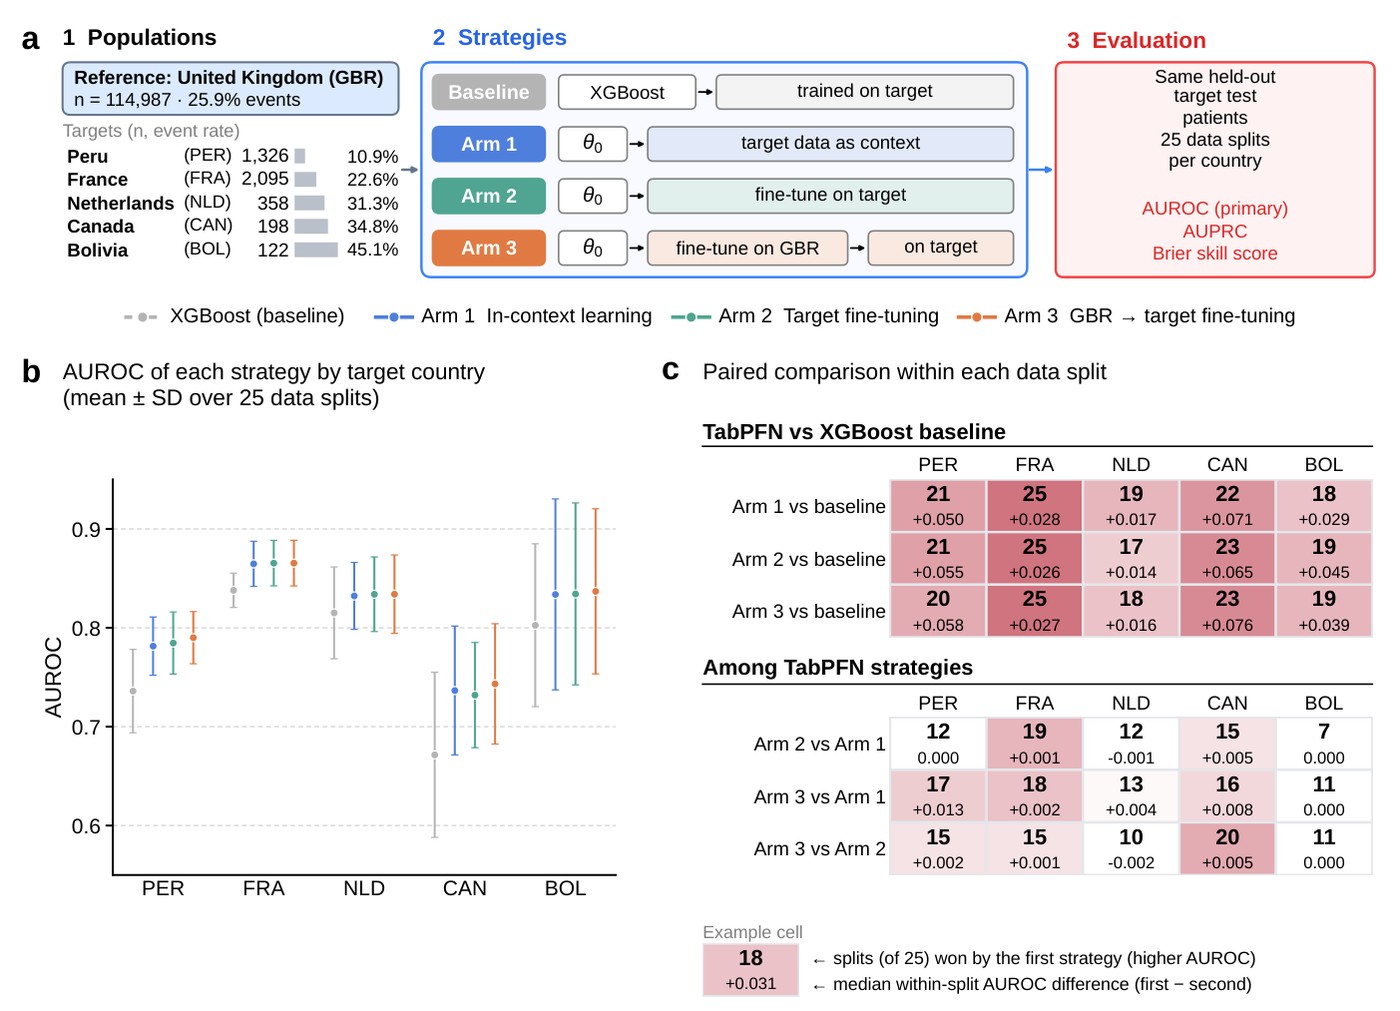 a
1 Populations
Reference: United Kingdom (GBR)
n = 114,987 · 25.9% events
Targets (n, event rate)
Peru (PER) 1,326 10.9%
France (FRA) 2,095 22.6%
Netherlands (NLD) 358 31.3%
Canada (CAN) 198 34.8%
Bolivia (BOL) 122 45.1%
2 Strategies
Baseline XGBoost trained on target
Arm 1 θ0 target data as context
Arm 2 θ0 fine-tune on target
Arm 3 θ0 fine-tune on GBR on target
3 Evaluation
Same held-out
target test
patients
25 data splits
per country
AUROC (primary)
AUPRC
Brier skill score
XGBoost (baseline) Arm 1 In-context learning Arm 2 Target fine-tuning Arm 3 GBR → target fine-tuning
b
AUROC of each strategy by target country
(mean ± SD over 25 data splits)
AUROC
0.9
0.8
0.7
0.6
PER FRA NLD CAN BOL
c
Paired comparison within each data split
TabPFN vs XGBoost baseline
PER FRA NLD CAN BOL
Arm 1 vs baseline
21 25 19 22 18
+0.050 +0.028 +0.017 +0.071 +0.029
Arm 2 vs baseline
21 25 17 23 19
+0.055 +0.026 +0.014 +0.065 +0.045
Arm 3 vs baseline
20 25 18 23 19
+0.058 +0.027 +0.016 +0.076 +0.039
Among TabPFN strategies
PER FRA NLD CAN BOL
Arm 2 vs Arm 1
12 19 12 15 7
0.000 +0.001 -0.001 +0.005 0.000
Arm 3 vs Arm 1
17 18 13 16 11
+0.013 +0.002 +0.004 +0.008 0.000
Arm 3 vs Arm 2
15 15 10 20 11
+0.002 +0.001 -0.002 +0.005 0.000
Example cell
18 ← splits (of 25) won by the first strategy (higher AUROC)
+0.031 ← median within-split AUROC difference (first − second)